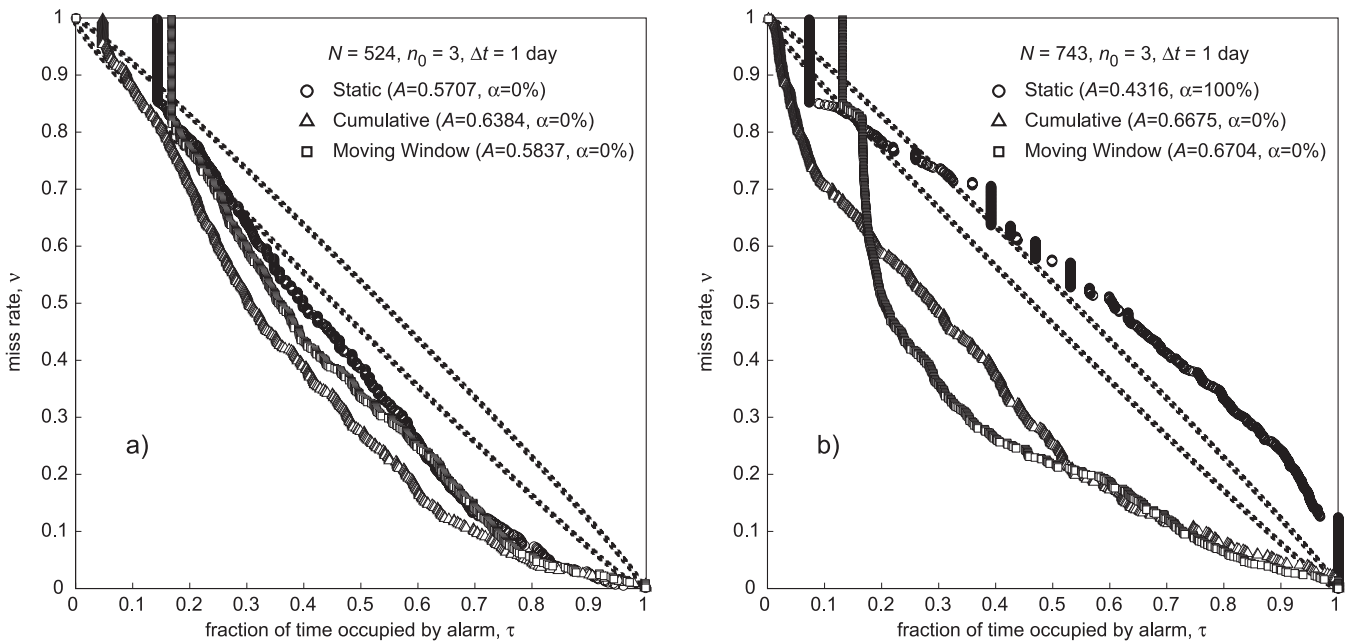 N = 524, n0 = 3, Δt = 1 day
Static (A=0.5707, α=0%)
Cumulative (A=0.6384, α=0%)
Moving Window (A=0.5837, α=0%)
a)
miss rate, ν
1
0.9
0.8
0.7
0.6
0.5
0.4
0.3
0.2
0.1
0
0 0.1 0.2 0.3 0.4 0.5 0.6 0.7 0.8 0.9 1
fraction of time occupied by alarm, τ
N = 743, n0 = 3, Δt = 1 day
Static (A=0.4316, α=100%)
Cumulative (A=0.6675, α=0%)
Moving Window (A=0.6704, α=0%)
b)
miss rate, ν
1
0.9
0.8
0.7
0.6
0.5
0.4
0.3
0.2
0.1
0
0 0.1 0.2 0.3 0.4 0.5 0.6 0.7 0.8 0.9 1
fraction of time occupied by alarm, τ